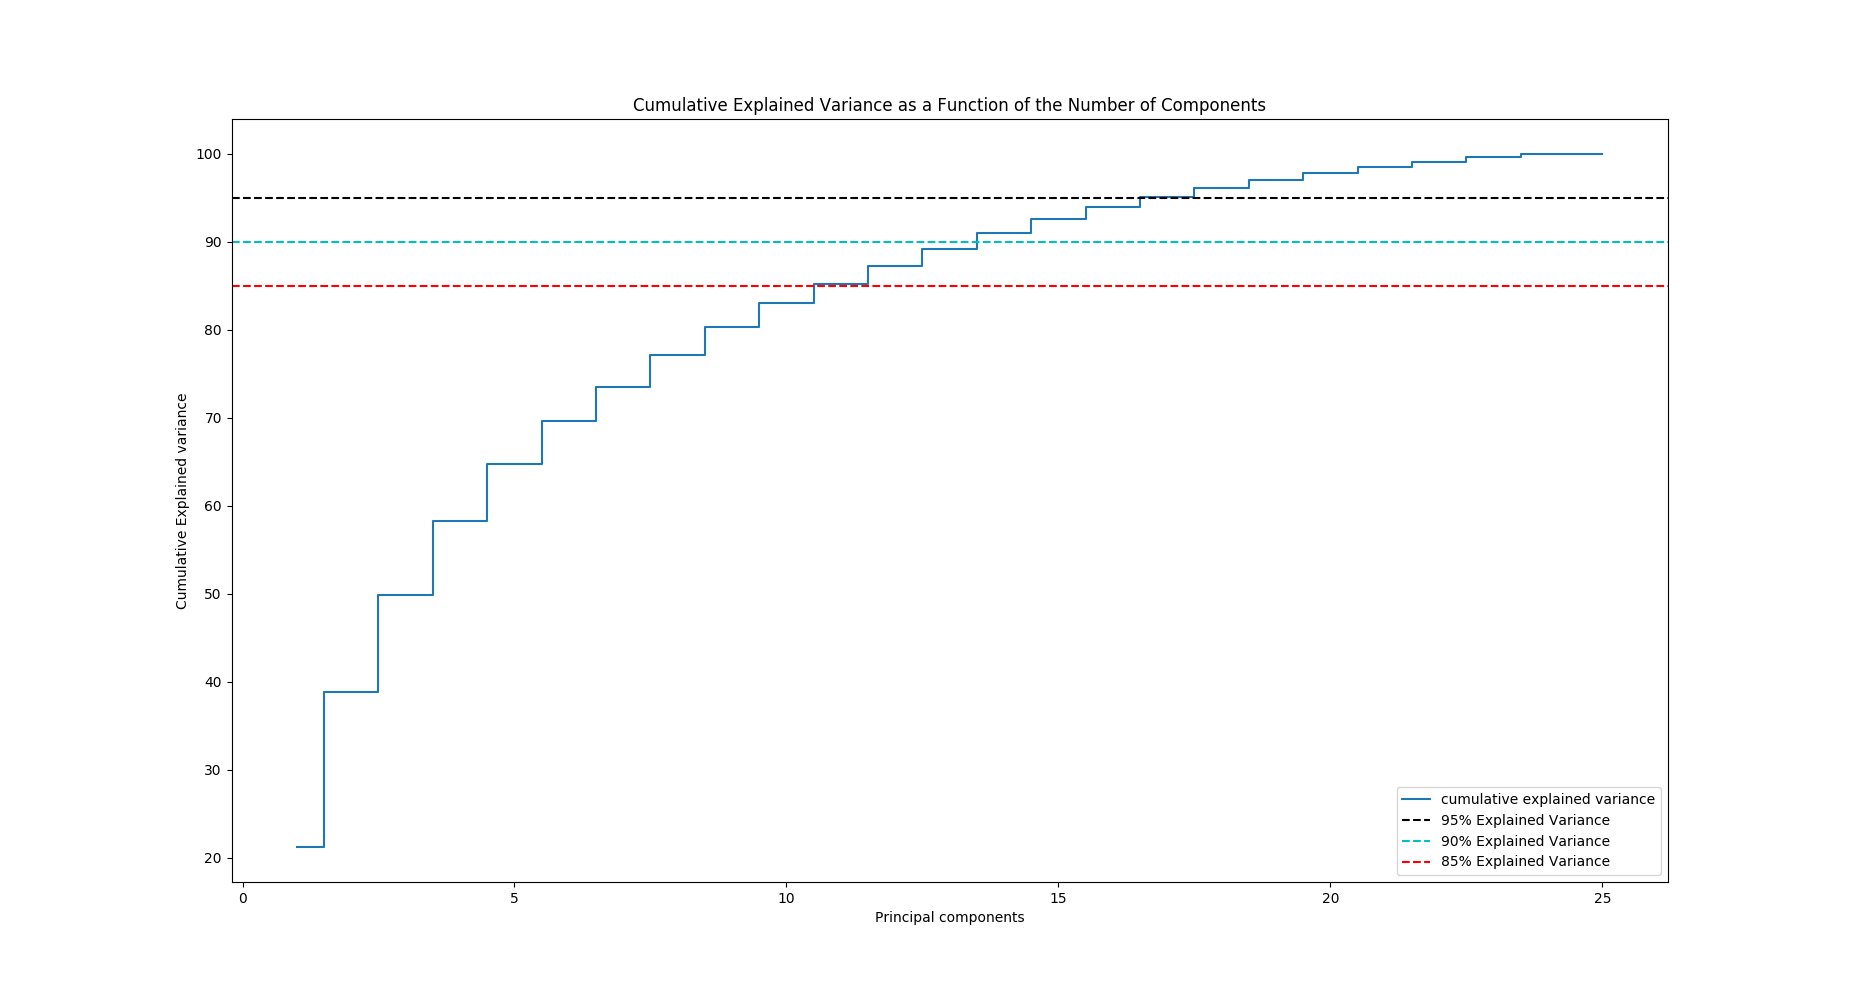 Cumulative Explained Variance as a Function of the Number of Components
Cumulative Explained variance
100
90
80
70
60
50
40
30
20
0
5
10
15
20
25
Principal components
cumulative explained variance
95% Explained Variance
90% Explained Variance
85% Explained Variance